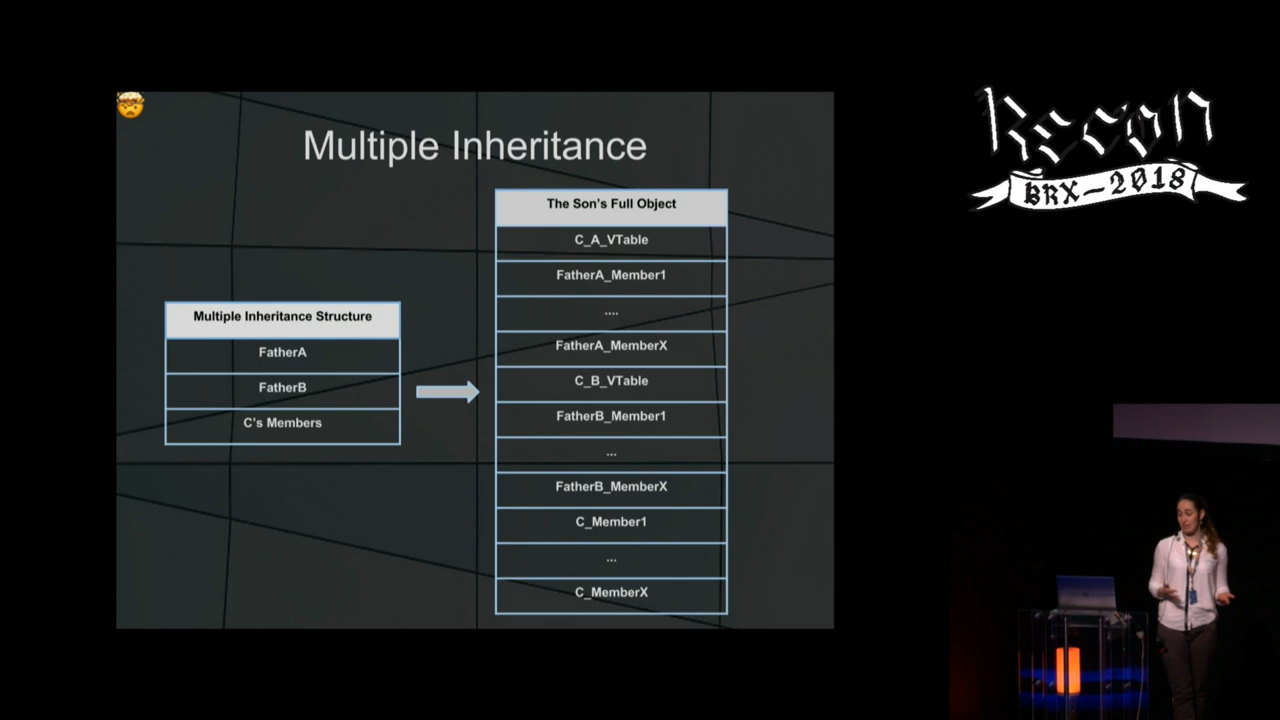 Recon
BRX-2018
Multiple Inheritance
Multiple Inheritance Structure
FatherA
FatherB
C's Members
The Son's Full Object
C_A_VTable
FatherA_Member1
....
FatherA_MemberX
C_B_VTable
FatherB_Member1
...
FatherB_MemberX
C_Member1
...
C_MemberX